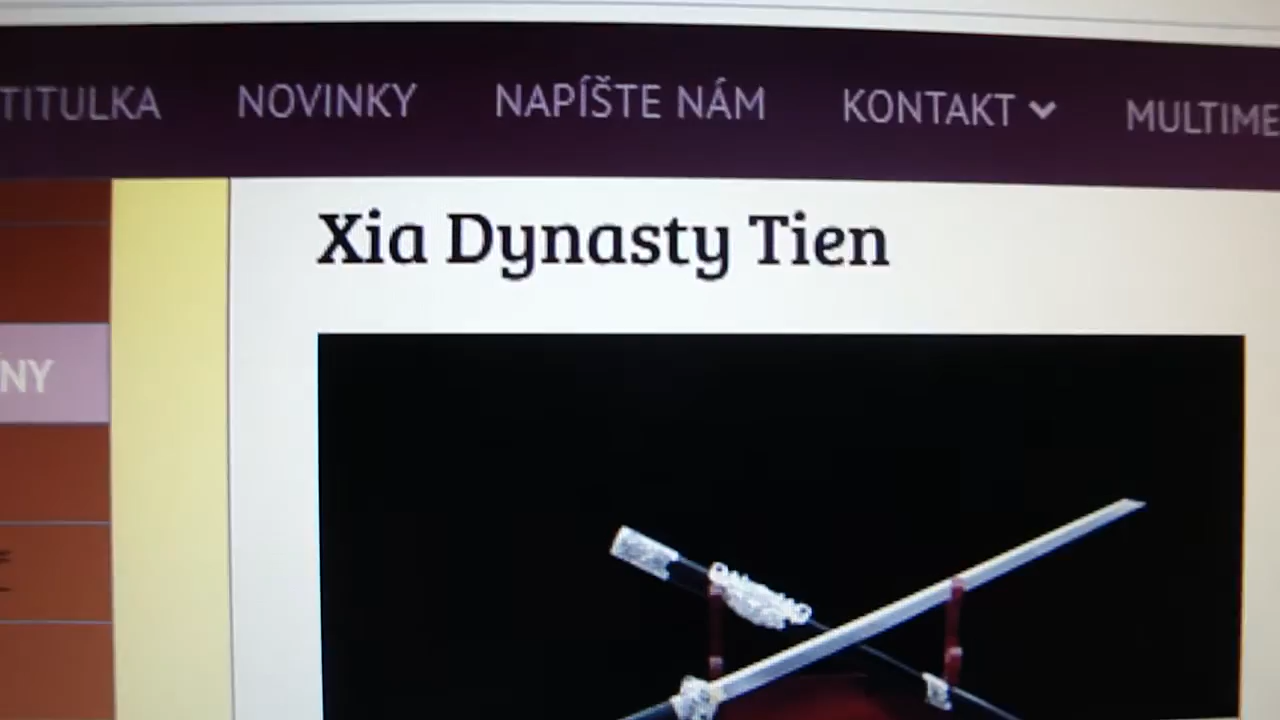 TITULKA NOVINKY NAPÍŠTE NÁM KONTAKT MULTIME
Xia Dynasty Tien
NY